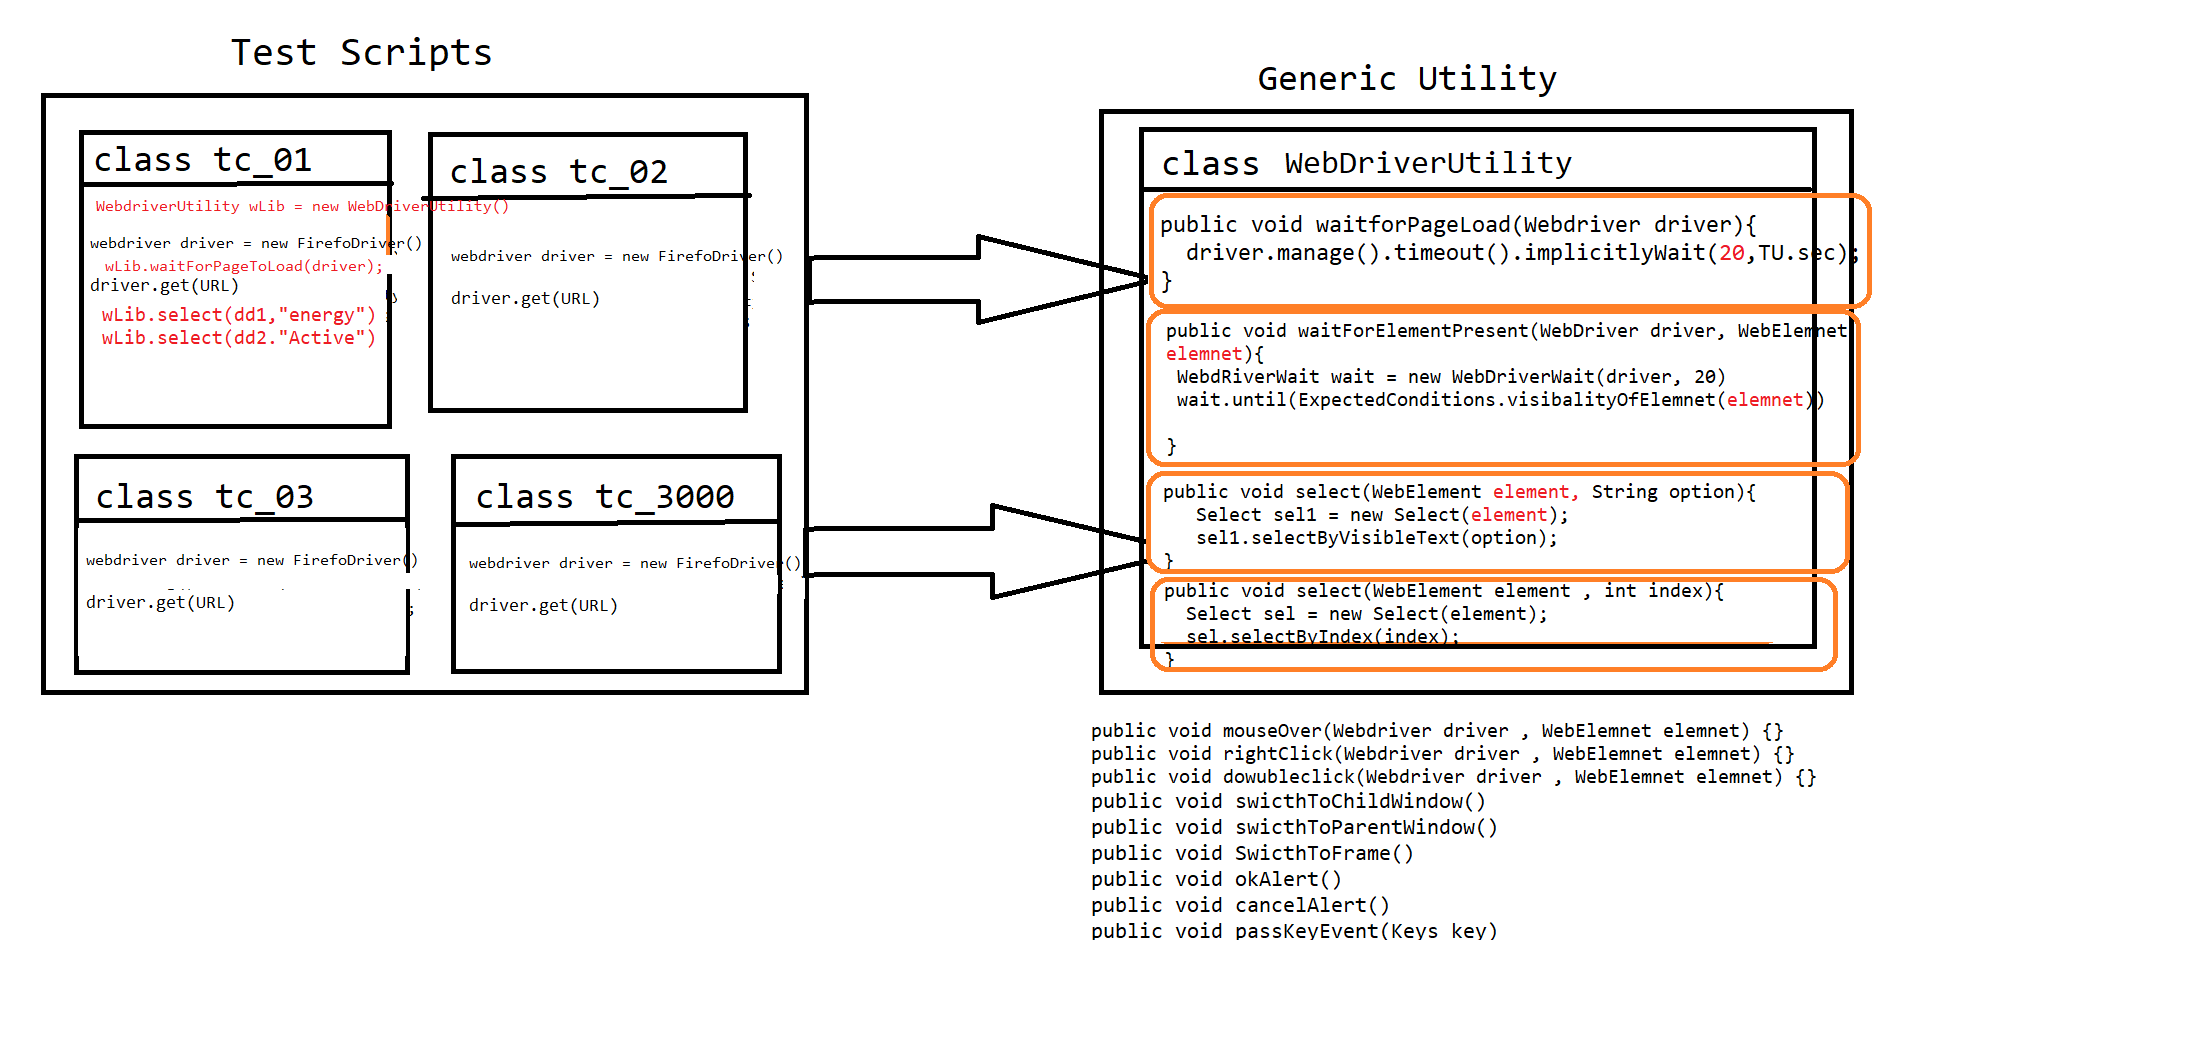 Test Scripts
class tc_01
WebdriverUtility wLib = new WebDriverUtility()
webdriver driver = new FirefoDriver()
wLib.waitForPageToLoad(driver);
driver.get(URL)
wLib.select(dd1,"energy")
wLib.select(dd2."Active")
class tc_02
webdriver driver = new FirefoDriver()
driver.get(URL)
class tc_03
webdriver driver = new FirefoDriver()
driver.get(URL)
class tc_3000
webdriver driver = new FirefoDriver()
driver.get(URL)
Generic Utility
class WebDriverUtility
public void waitforPageLoad(Webdriver driver){
driver.manage().timeout().implicitlyWait(20,TU.sec);
}
public void waitForElementPresent(WebDriver driver, WebElemnet
elemnet){
WebdRiverWait wait = new WebDriverWait(driver, 20)
wait.until(ExpectedConditions.visibalityOfElemnet(elemnet))
}
public void select(WebElement element, String option){
Select sel1 = new Select(element);
sel1.selectByVisibleText(option);
}
public void select(WebElement element , int index){
Select sel = new Select(element);
sel.selectByIndex(index);
}
public void mouseOver(Webdriver driver , WebElemnet elemnet) {}
public void rightClick(Webdriver driver , WebElemnet elemnet) {}
public void dowubleclick(Webdriver driver , WebElemnet elemnet) {}
public void swicthToChildWindow()
public void swicthToParentWindow()
public void SwicthToFrame()
public void okAlert()
public void cancelAlert()
public void passKeyEvent(Keys key)